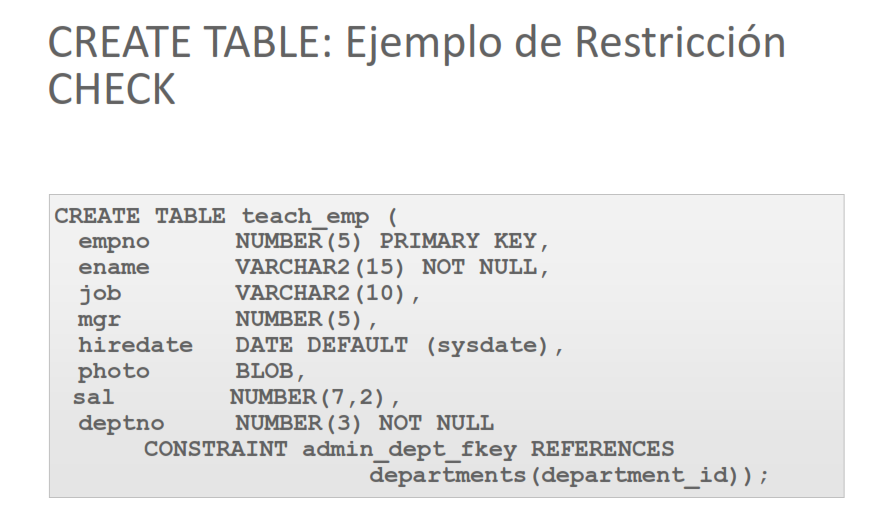 CREATE TABLE: Ejemplo de Restricción
CHECK
CREATE TABLE teach_emp (
empno NUMBER(5) PRIMARY KEY,
ename VARCHAR2(15) NOT NULL,
job VARCHAR2(10),
mgr NUMBER(5),
hiredate DATE DEFAULT (sysdate),
photo BLOB,
sal NUMBER(7,2),
deptno NUMBER(3) NOT NULL
CONSTRAINT admin_dept_fkey REFERENCES
departments(department_id));